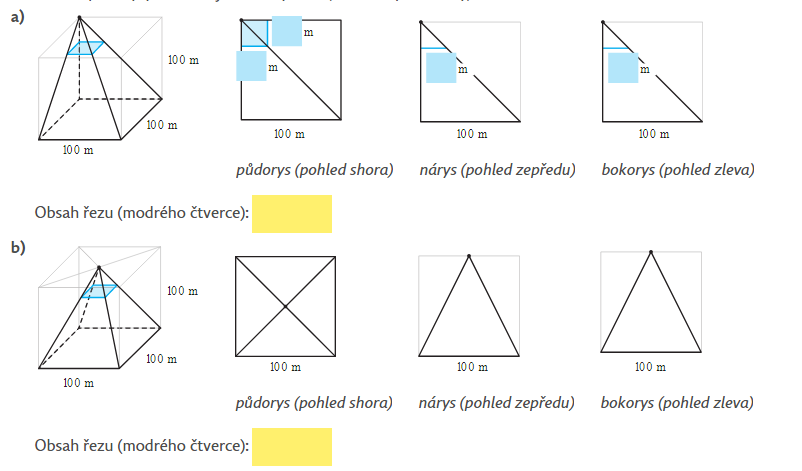 a)
100 m
100 m
100 m
m
m
100 m
půdorys (pohled shora)
m
100 m
nárys (pohled zepředu)
m
100 m
bokorys (pohled zleva)
Obsah řezu (modrého čtverce):
b)
100 m
100 m
100 m
100 m
půdorys (pohled shora)
100 m
nárys (pohled zepředu)
100 m
bokorys (pohled zleva)
Obsah řezu (modrého čtverce):